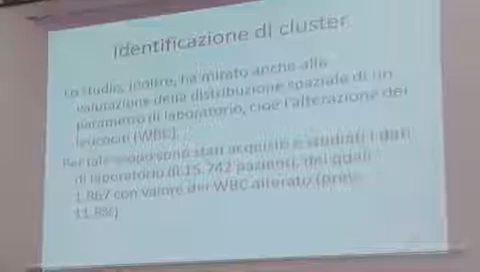 Identificazione di cluster
Lo studio, inoltre, ha mirato anche alla
valutazione della distribuzione spaziale di un
parametro di laboratorio, cioè l'alterazione dei
leucociti (WBC).
Per tale scopo sono stati acquisiti e studiati i dati
di laboratorio di 15.742 pazienti, dei quali
1.867 con valore dei WBC alterato (prev.
11.8%)